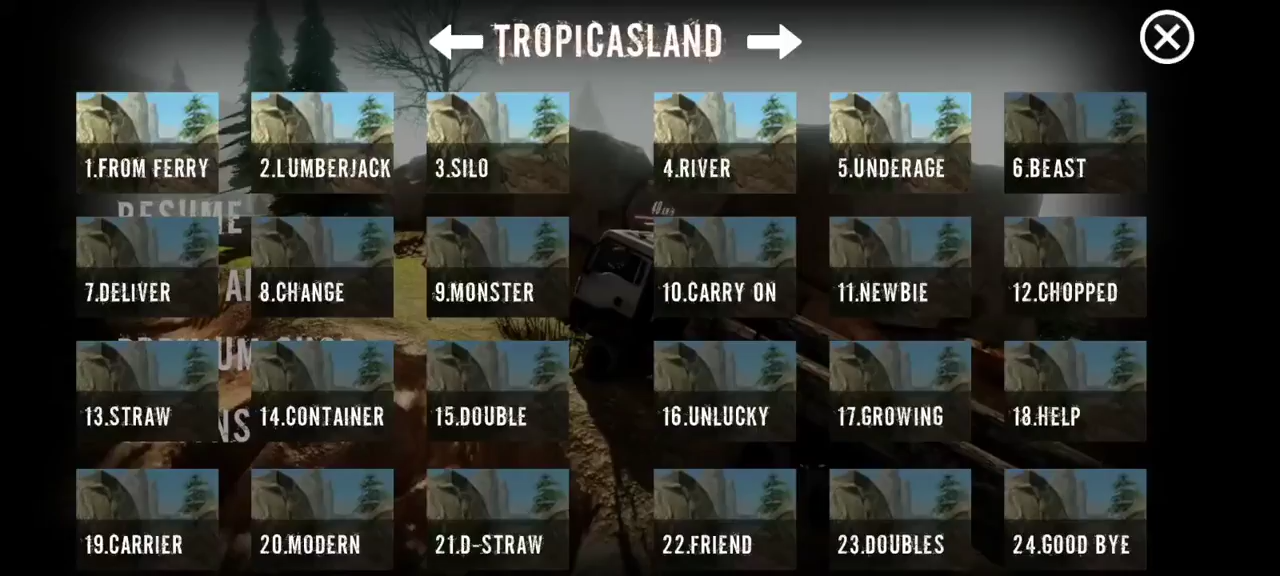 TROPICASLAND
1.FROM FERRY
2.LUMBERJACK
3.SILO
4.RIVER
5.UNDERAGE
6.BEAST
RESUME
7.DELIVER
8.CHANGE
9.MONSTER
10.CARRY ON
11.NEWBIE
12.CHOPPED
13.STRAW
14.CONTAINER
15.DOUBLE
16.UNLUCKY
17.GROWING
18.HELP
19.CARRIER
20.MODERN
21.D-STRAW
22.FRIEND
23.DOUBLES
24.GOOD BYE